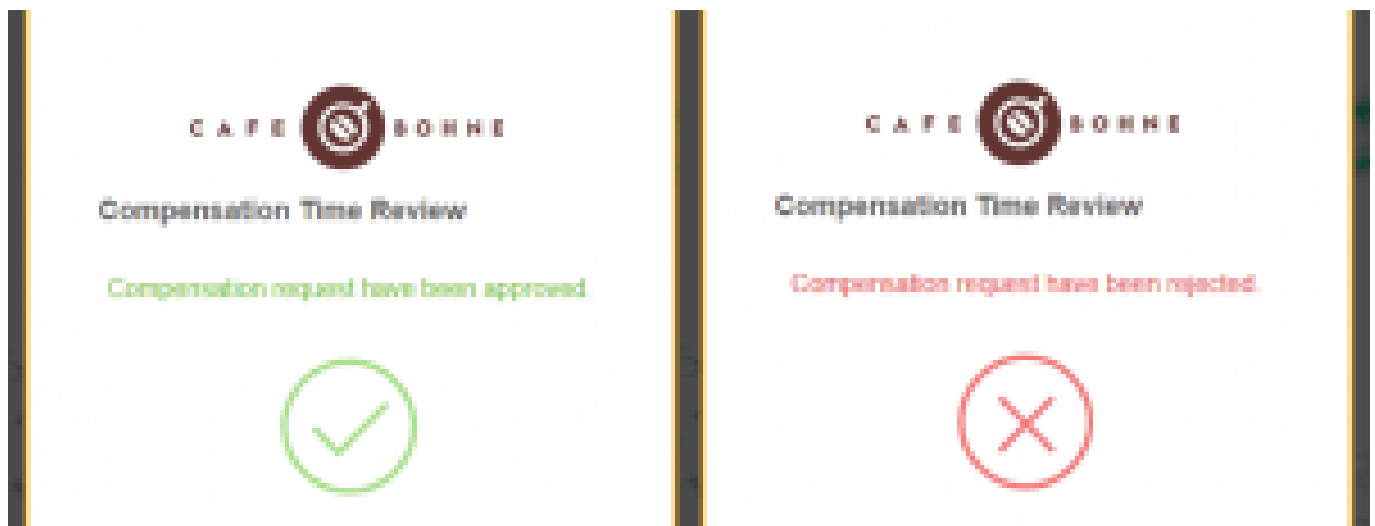 CAFE BOHNE
Compensation Time Review
Compensation request have been approved.
CAFE BOHNE
Compensation Time Review
Compensation request have been rejected.